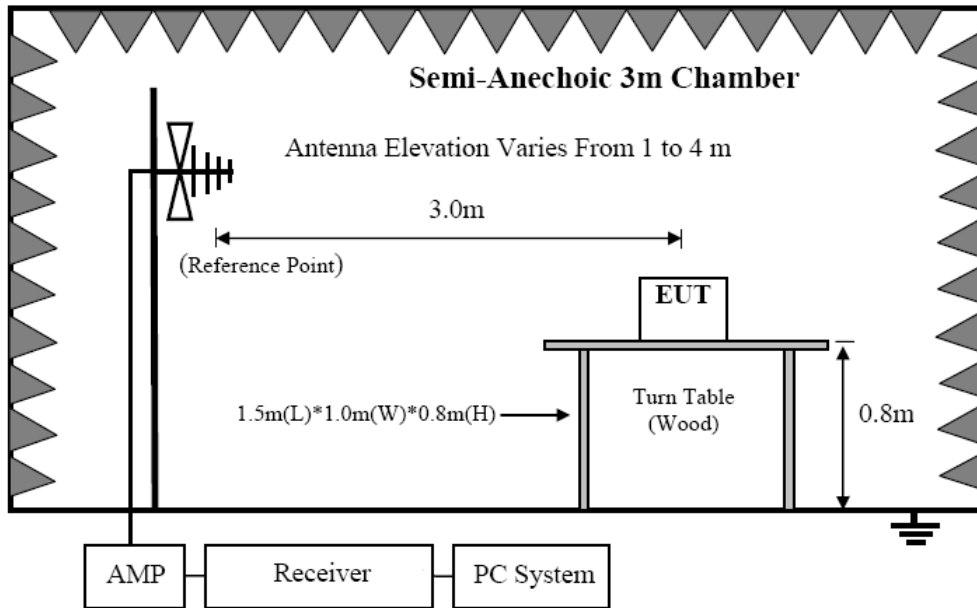 Semi-Anechoic 3m Chamber
Antenna Elevation Varies From 1 to 4 m
3.0m
(Reference Point)
EUT
1.5m(L)*1.0m(W)*0.8m(H)
Turn Table
(Wood)
0.8m
AMP
Receiver
PC System